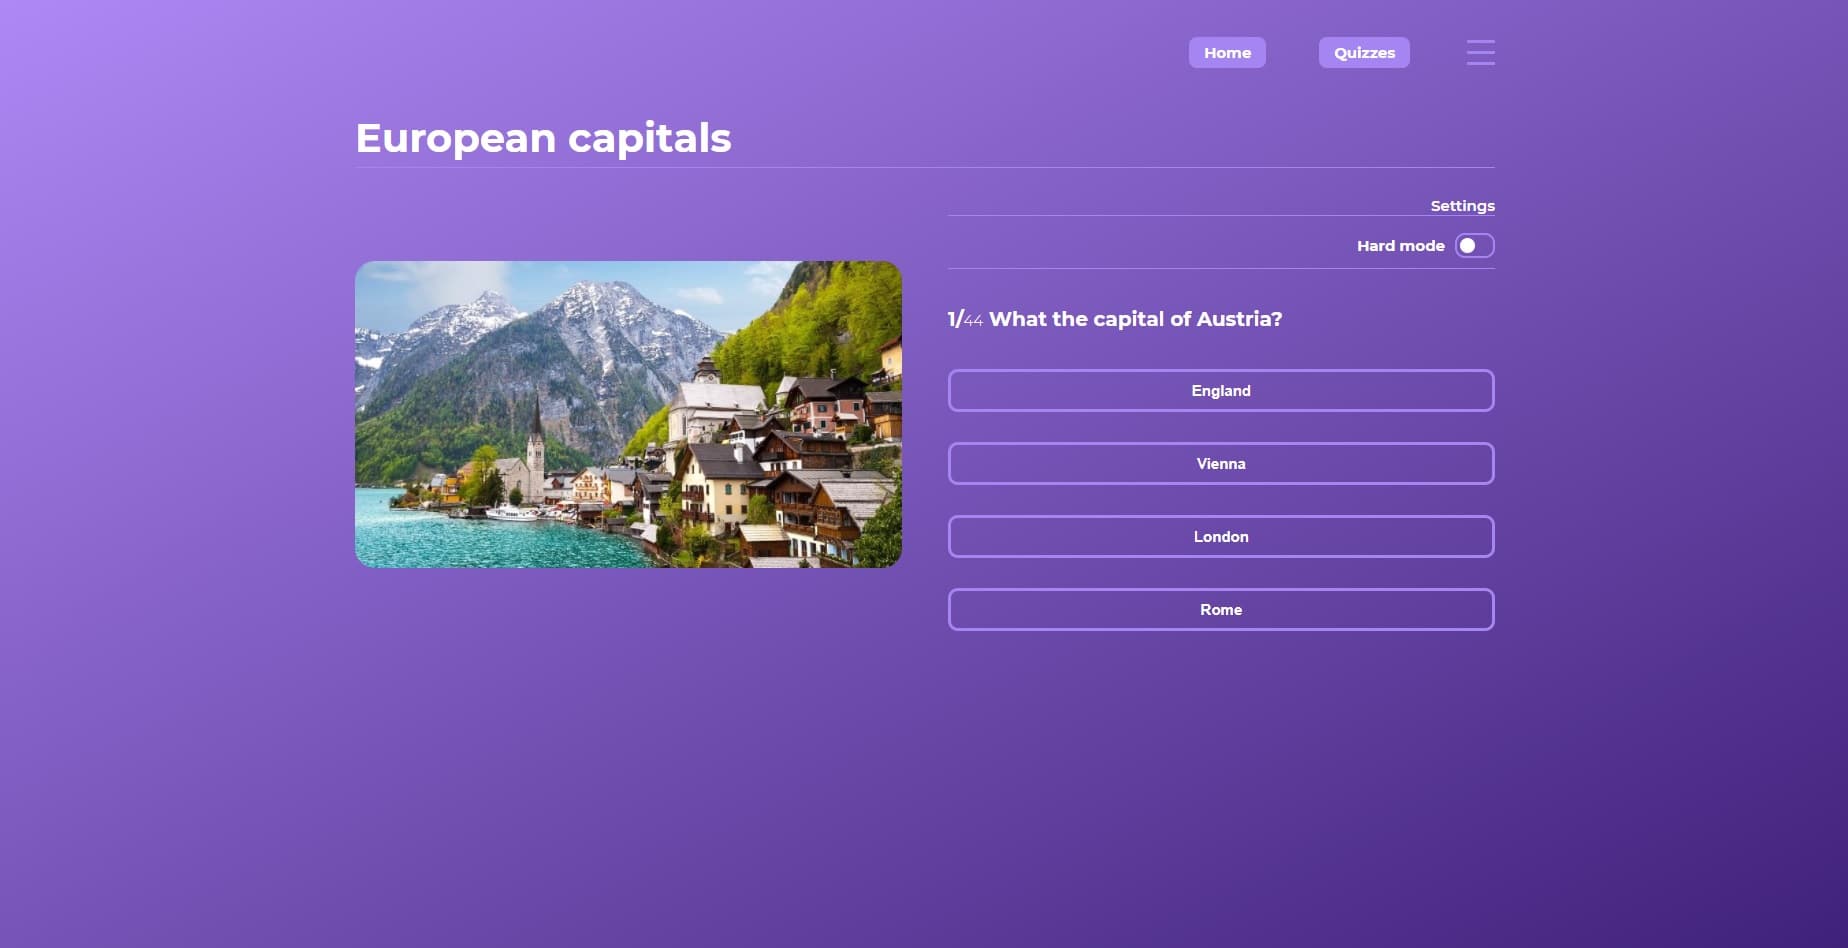 Home Quizzes
European capitals
Settings
Hard mode
1/44 What the capital of Austria?
England
Vienna
London
Rome